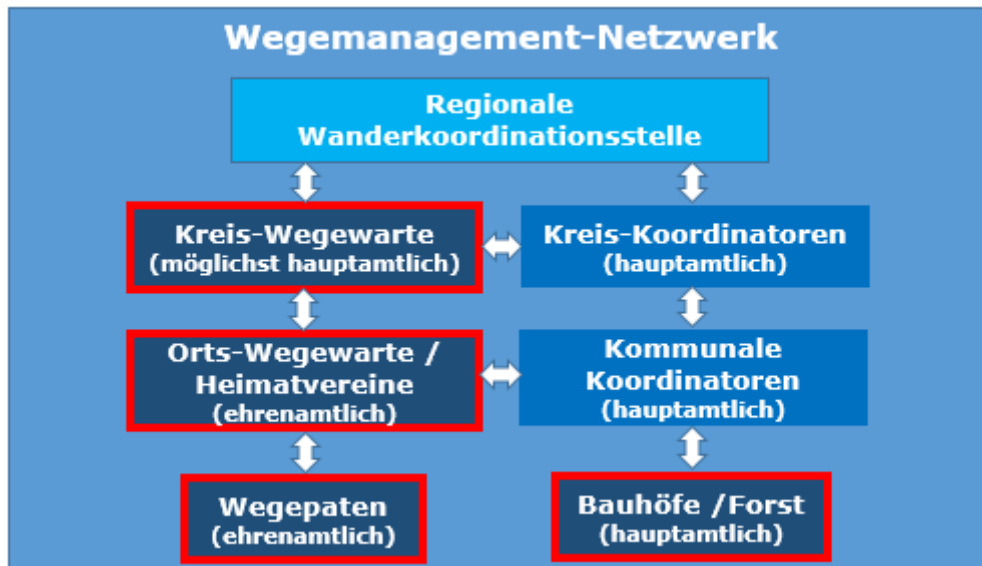 Wegemanagement-Netzwerk
Regionale
Wanderkoordinationsstelle
Kreis-Wegewarte
(möglichst hauptamtlich)
Kreis-Koordinatoren
(hauptamtlich)
Orts-Wegewarte /
Heimatvereine
(ehrenamtlich)
Kommunale
Koordinatoren
(hauptamtlich)
Wegepaten
(ehrenamtlich)
Bauhöfe /Forst
(hauptamtlich)